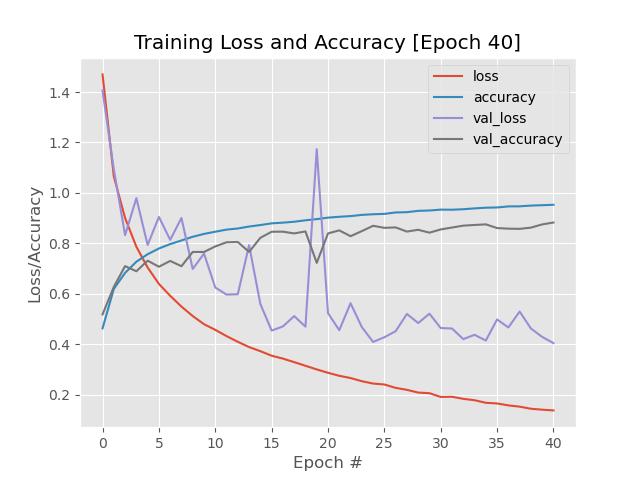 Training Loss and Accuracy [Epoch 40]
loss
accuracy
val_loss
val_accuracy
Loss/Accuracy
1.4
1.2
1.0
0.8
0.6
0.4
0.2
0 5 10 15 20 25 30 35 40
Epoch #